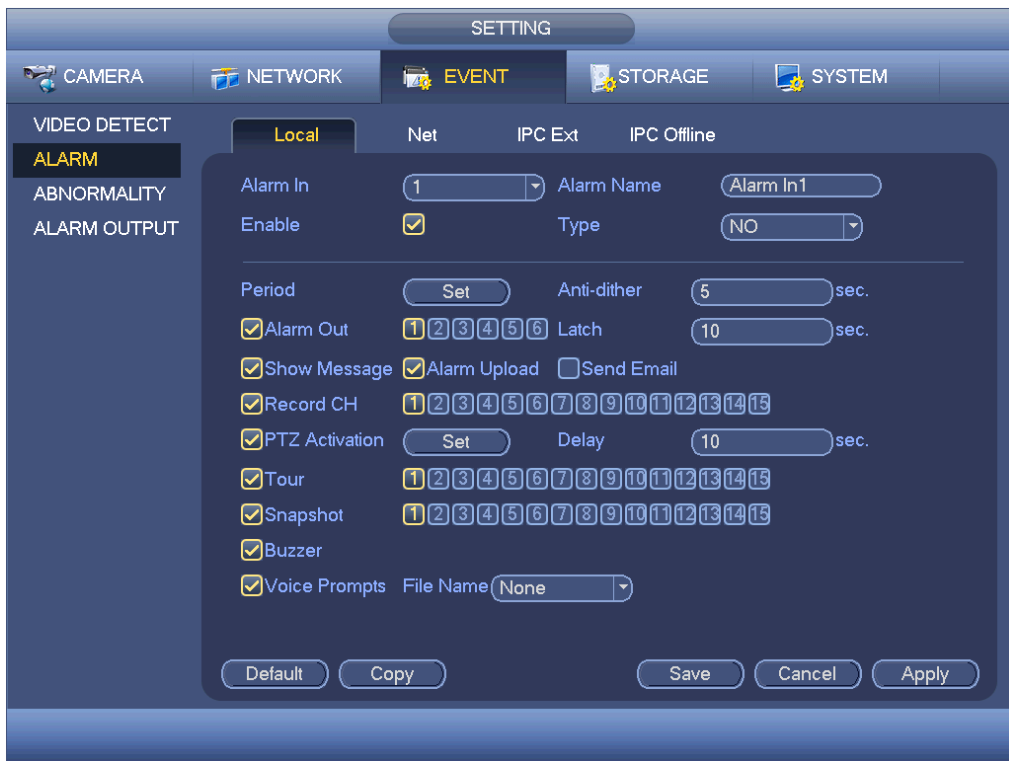 SETTING
CAMERA NETWORK EVENT STORAGE SYSTEM
VIDEO DETECT
ALARM
ABNORMALITY
ALARM OUTPUT
Local Net IPC Ext IPC Offline
Alarm In 1 Alarm Name Alarm In1
Enable Type NO
Period Set Anti-dither 5 sec.
Alarm Out 1 2 3 4 5 6 Latch 10 sec.
Show Message Alarm Upload Send Email
Record CH 1 2 3 4 5 6 7 8 9 10 11 12 13 14 15
PTZ Activation Set Delay 10 sec.
Tour 1 2 3 4 5 6 7 8 9 10 11 12 13 14 15
Snapshot 1 2 3 4 5 6 7 8 9 10 11 12 13 14 15
Buzzer
Voice Prompts File Name None
Default Copy Save Cancel Apply